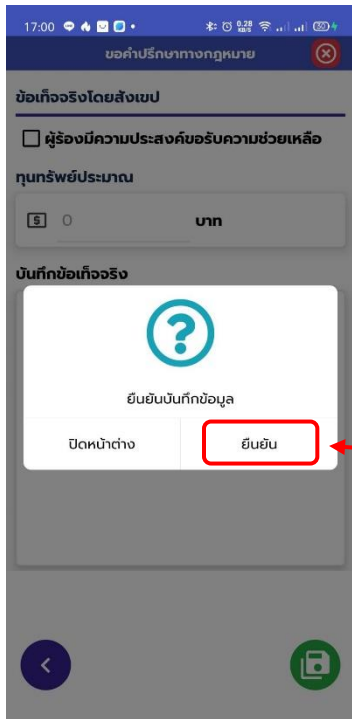 17:00 0.28 KB/S 30
ขอคำปรึกษาทางกฎหมาย
ข้อเท็จจริงโดยสังเขป
ผู้ร้องมีความประสงค์ขอรับความช่วยเหลือ
ทุนทรัพย์ประมาณ
0 บาท
บันทึกข้อเท็จจริง
ยืนยันบันทึกข้อมูล
ปิดหน้าต่าง ยืนยัน